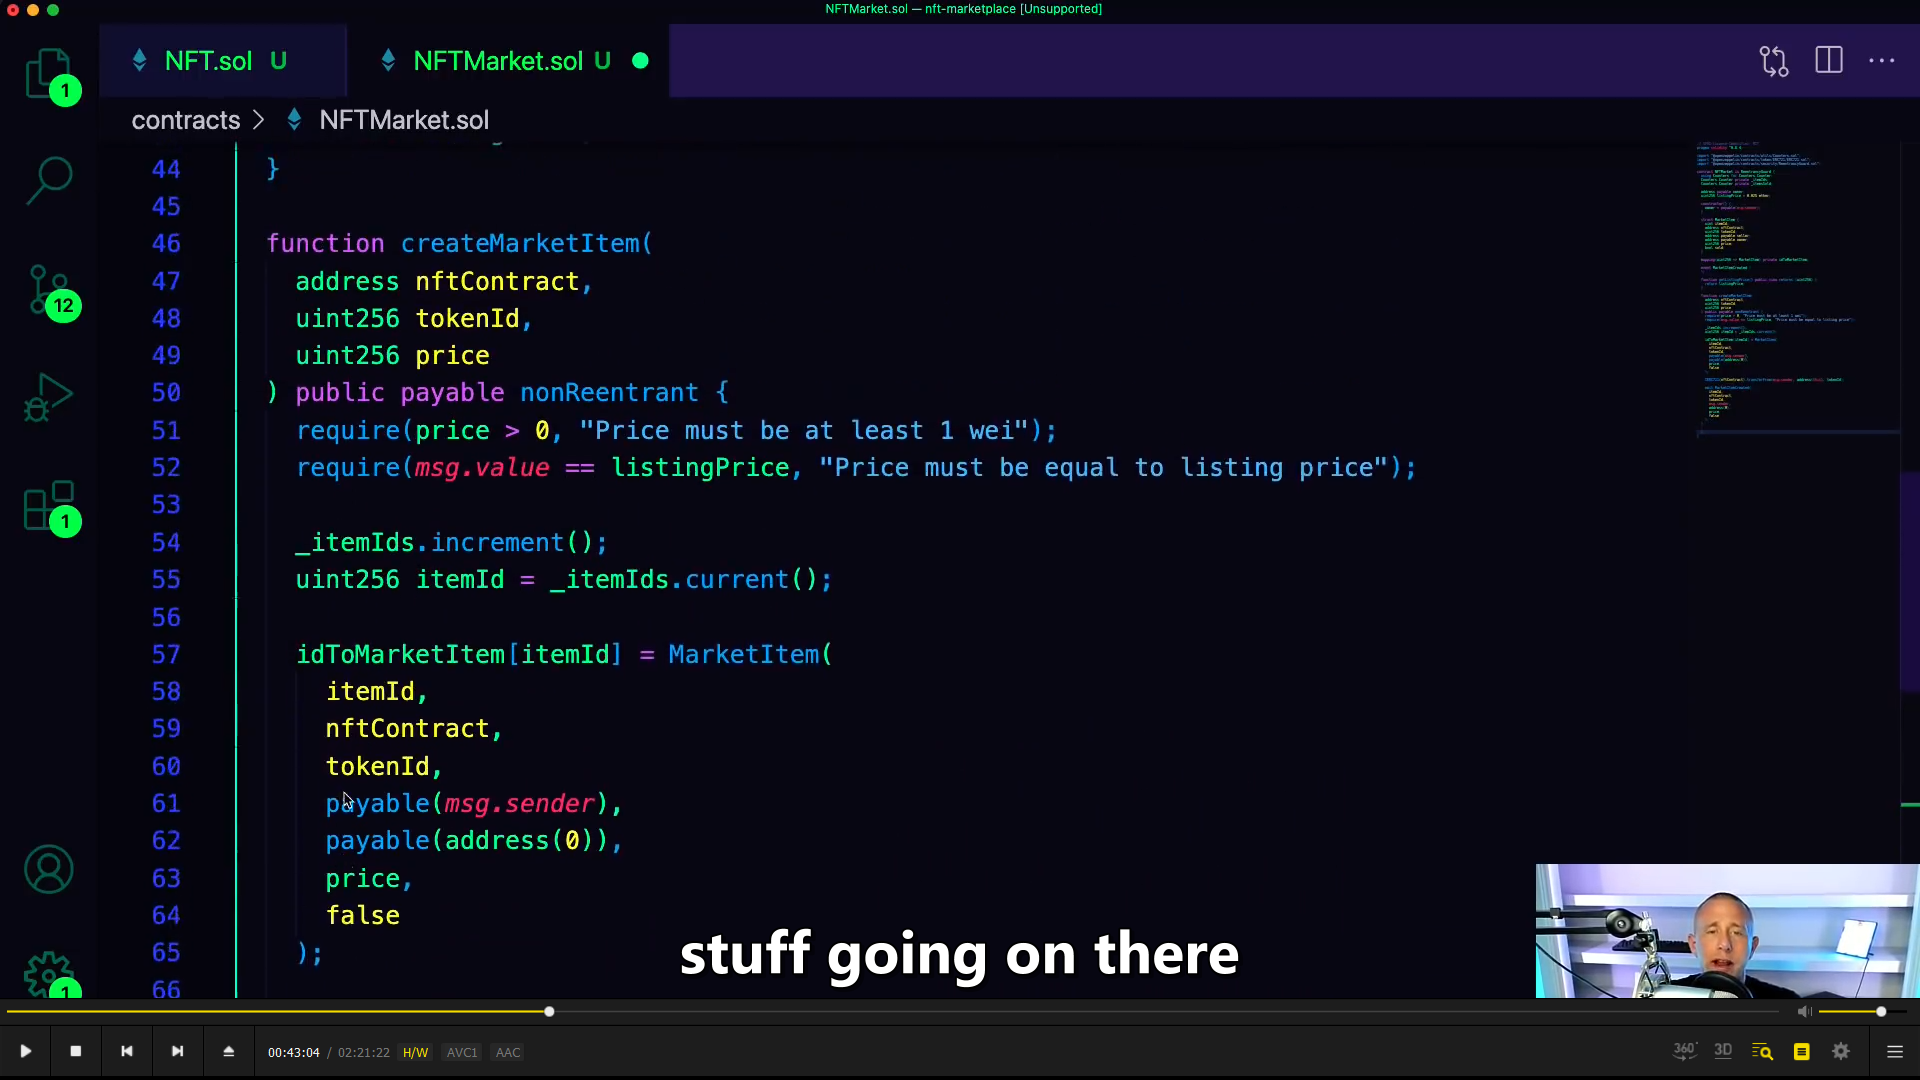 NFTMarket.sol — nft-marketplace [Unsupported]
NFT.sol U
NFTMarket.sol U
contracts > NFTMarket.sol
1
12
1
1
44 }
45
46 function createMarketItem(
47 address nftContract,
48 uint256 tokenId,
49 uint256 price
50 ) public payable nonReentrant {
51 require(price > 0, "Price must be at least 1 wei");
52 require(msg.value == listingPrice, "Price must be equal to listing price");
53
54 _itemIds.increment();
55 uint256 itemId = _itemIds.current();
56
57 idToMarketItem[itemId] = MarketItem(
58 itemId,
59 nftContract,
60 tokenId,
61 payable(msg.sender),
62 payable(address(0)),
63 price,
64 false
65 );
66
stuff going on there
00:43:04 / 02:21:22 H/W AVC1 AAC
360° 3D